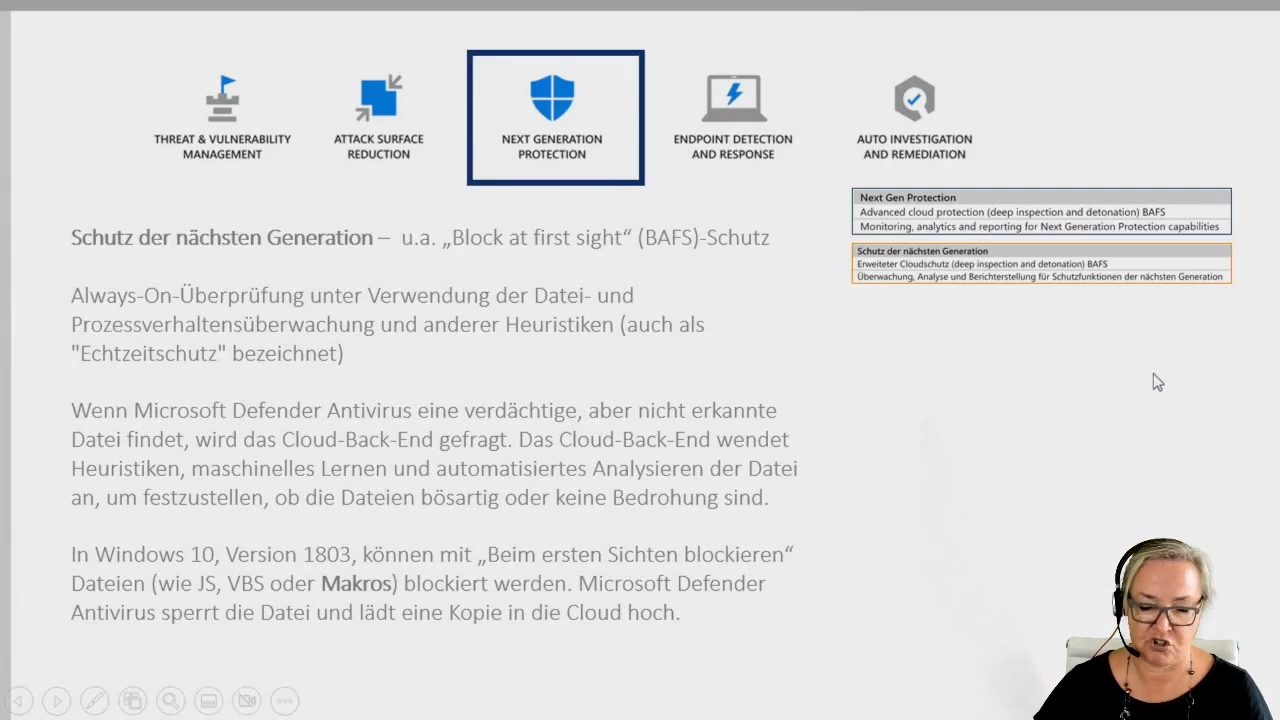 THREAT & VULNERABILITY
MANAGEMENT
ATTACK SURFACE
REDUCTION
NEXT GENERATION
PROTECTION
ENDPOINT DETECTION
AND RESPONSE
AUTO INVESTIGATION
AND REMEDIATION
Next Gen Protection
Advanced cloud protection (deep inspection and detonation) BAFS
Monitoring, analytics and reporting for Next Generation Protection capabilities
Schutz der nächsten Generation
Erweiteter Cloudschutz (deep inspection and detonation) BAFS
Überwachung, Analyse und Berichterstellung für Schutzfunktionen der nächsten Generation
Schutz der nächsten Generation – u.a. „Block at first sight“ (BAFS)-Schutz
Always-On-Überprüfung unter Verwendung der Datei- und
Prozessverhaltensüberwachung und anderer Heuristiken (auch als
"Echtzeitschutz" bezeichnet)
Wenn Microsoft Defender Antivirus eine verdächtige, aber nicht erkannte
Datei findet, wird das Cloud-Back-End gefragt. Das Cloud-Back-End wendet
Heuristiken, maschinelles Lernen und automatisiertes Analysieren der Datei
an, um festzustellen, ob die Dateien bösartig oder keine Bedrohung sind.
In Windows 10, Version 1803, können mit „Beim ersten Sichten blockieren“
Dateien (wie JS, VBS oder Makros) blockiert werden. Microsoft Defender
Antivirus sperrt die Datei und lädt eine Kopie in die Cloud hoch.